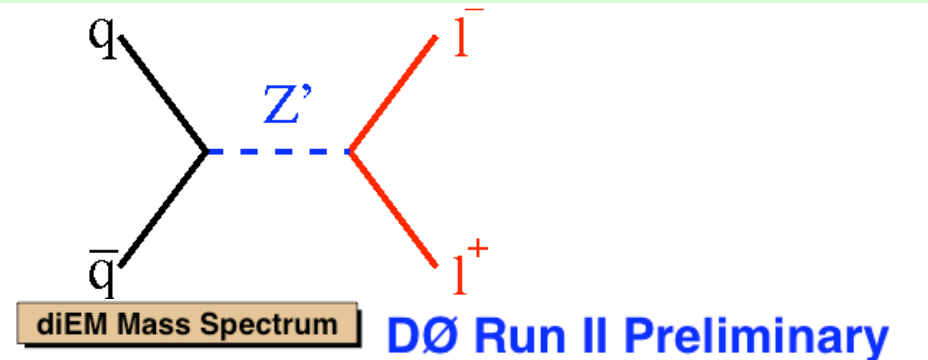 q
l⁻
Z’
q̅
l⁺
diEM Mass Spectrum
DØ Run II Preliminary